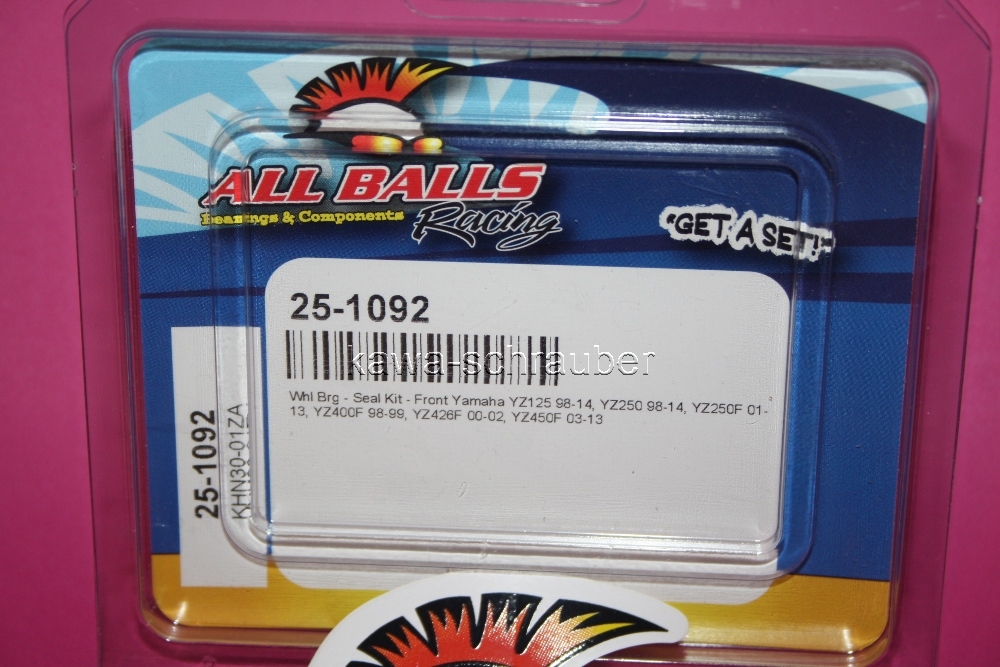 ALL BALLS
Bearings & Components
Racing
"GET A SET!"
25-1092
kawa-schrauber
Whl Brg - Seal Kit - Front Yamaha YZ125 98-14, YZ250 98-14, YZ250F 01-
13, YZ400F 98-99, YZ426F 00-02, YZ450F 03-13
25-1092
KHN30-01ZA